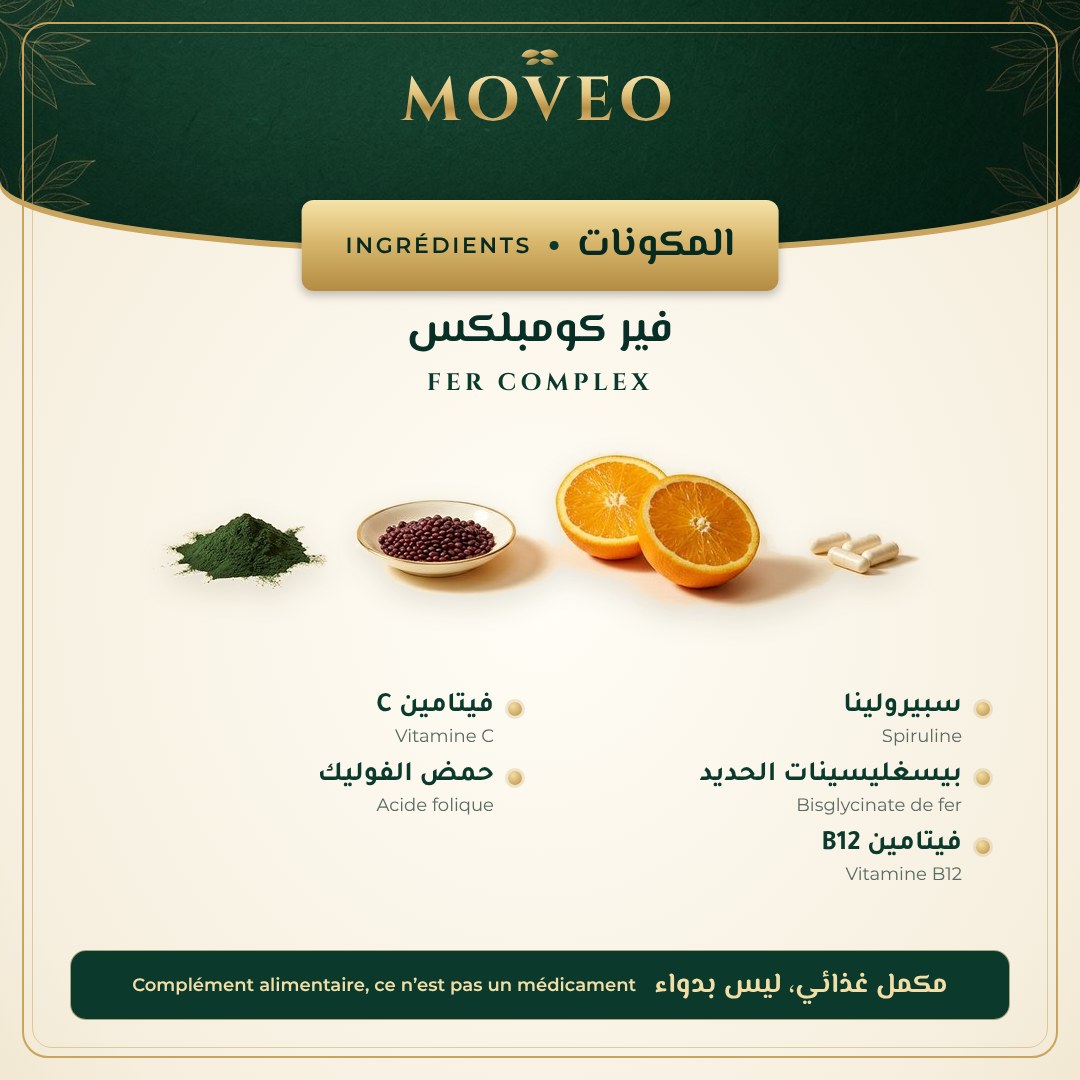 MOVEO
المكونات • INGRÉDIENTS
فير كومبلكس
FER COMPLEX
سبيرولينا
Spiruline
بيسغليسينات الحديد
Bisglycinate de fer
فيتامين B12
Vitamine B12
فيتامين C
Vitamine C
حمض الفوليك
Acide folique
مكمل غذائي، ليس بدواء Complément alimentaire, ce n’est pas un médicament